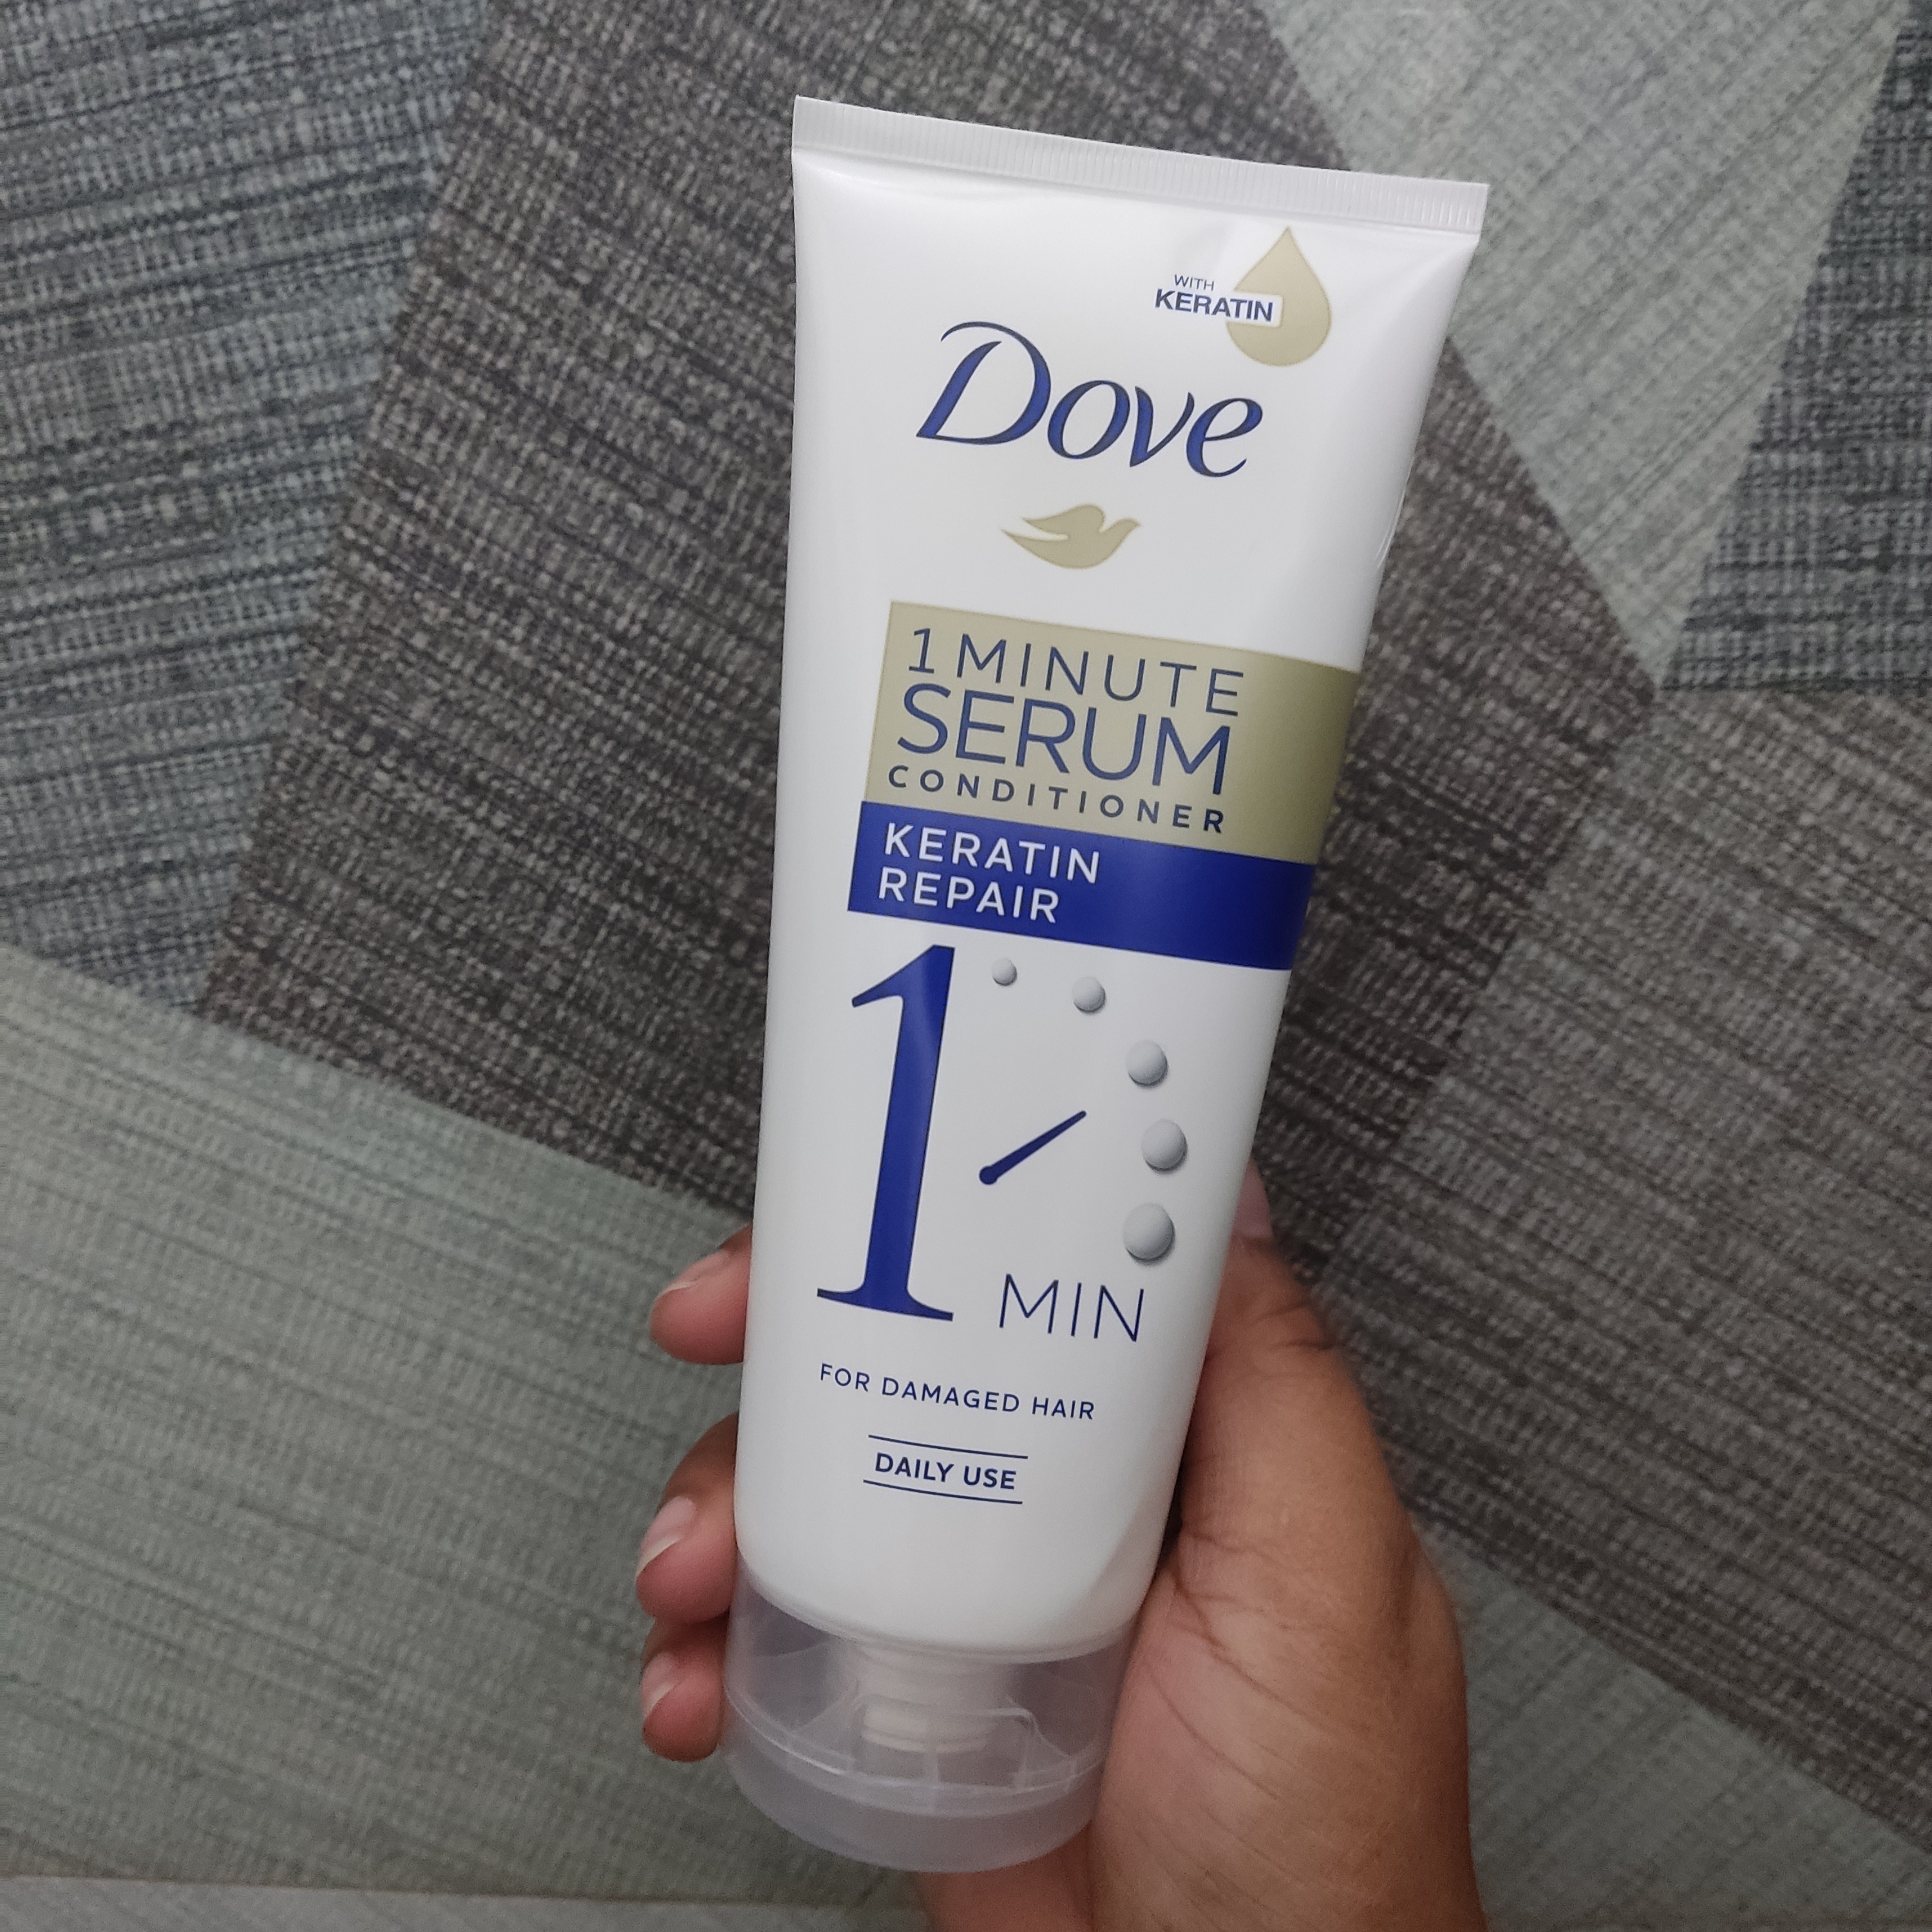 WITH
KERATIN
Dove
1 MINUTE
SERUM
CONDITIONER
KERATIN
REPAIR
1 MIN
FOR DAMAGED HAIR
DAILY USE